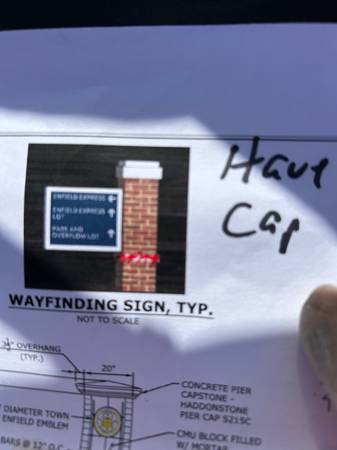 Have
Cap
ENFIELD EXPRESS
ENFIELD EXPRESS
LOT
PARK AND
OVERFLOW LOT
WAYFINDING SIGN, TYP.
NOT TO SCALE
OVERHANG
(TYP.)
20"
CONCRETE PIER
CAPSTONE -
HADDONSTONE
PIER CAP S215C
DIAMETER TOWN
ENFIELD EMBLEM
CMU BLOCK FILLED
W/ MORTAR
BARS @ 12" O.C.